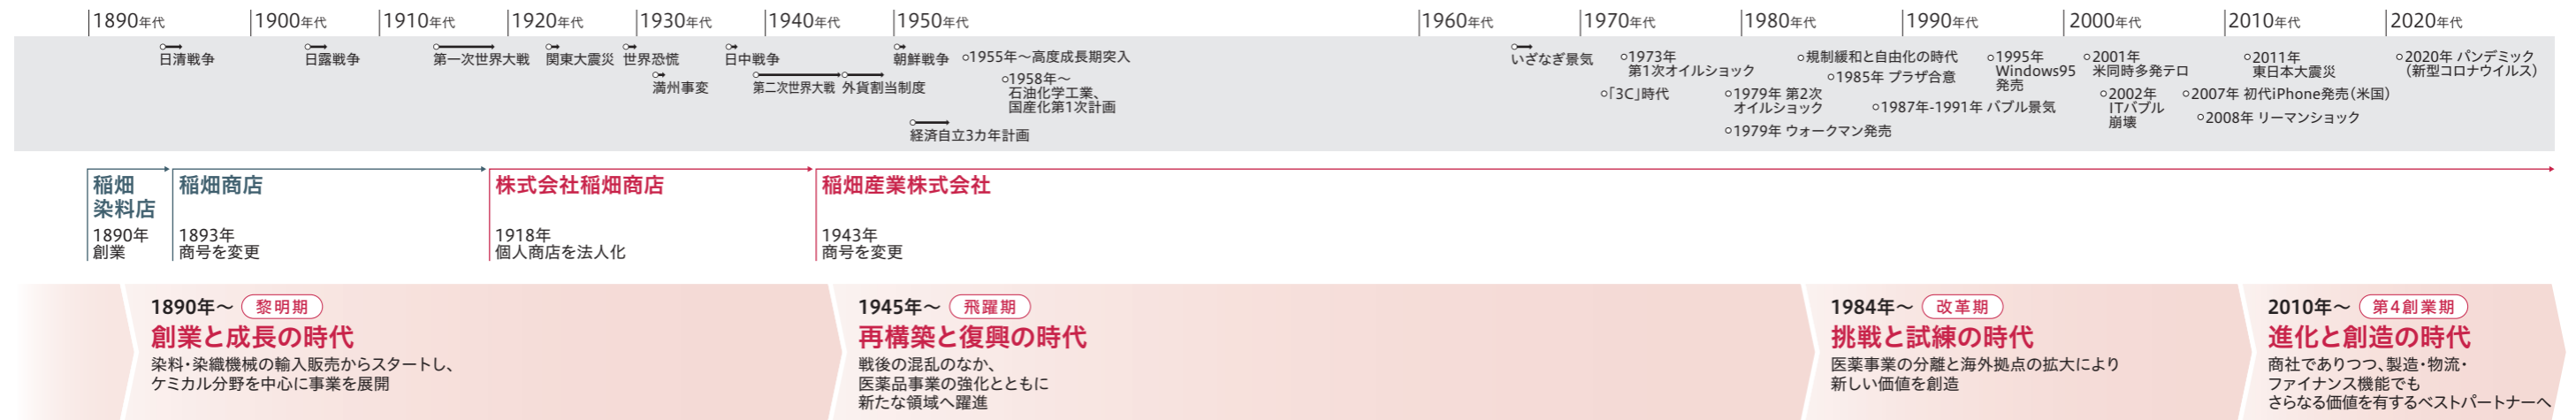 1890年代
1900年代
1910年代
1920年代
1930年代
1940年代
1950年代
1960年代
1970年代
1980年代
1990年代
2000年代
2010年代
2020年代
日清戦争
日露戦争
第一次世界大戦
関東大震災
世界恐慌
満州事変
日中戦争
第二次世界大戦
外貨割当制度
朝鮮戦争
経済自立3カ年計画
1955年〜高度成長期突入
1958年〜
石油化学工業、
国産化第1次計画
いざなぎ景気
1973年
第1次オイルショック
「3C」時代
1979年 第2次
オイルショック
1979年 ウォークマン発売
規制緩和と自由化の時代
1985年 プラザ合意
1987年-1991年 バブル景気
1995年
Windows95
発売
2001年
米同時多発テロ
2002年
ITバブル
崩壊
2007年 初代iPhone発売(米国)
2008年 リーマンショック
2011年
東日本大震災
2020年 パンデミック
(新型コロナウイルス)
稲畑
染料店
1890年
創業
稲畑商店
1893年
商号を変更
株式会社稲畑商店
1918年
個人商店を法人化
稲畑産業株式会社
1943年
商号を変更
1890年〜 黎明期
創業と成長の時代
染料・染織機械の輸入販売からスタートし、
ケミカル分野を中心に事業を展開
1945年〜 飛躍期
再構築と復興の時代
戦後の混乱のなか、
医薬品事業の強化とともに
新たな領域へ躍進
1984年〜 改革期
挑戦と試練の時代
医薬事業の分離と海外拠点の拡大により
新しい価値を創造
2010年〜 第4創業期
進化と創造の時代
商社でありつつ、製造・物流・
ファイナンス機能でも
さらなる価値を有するベストパートナーへ